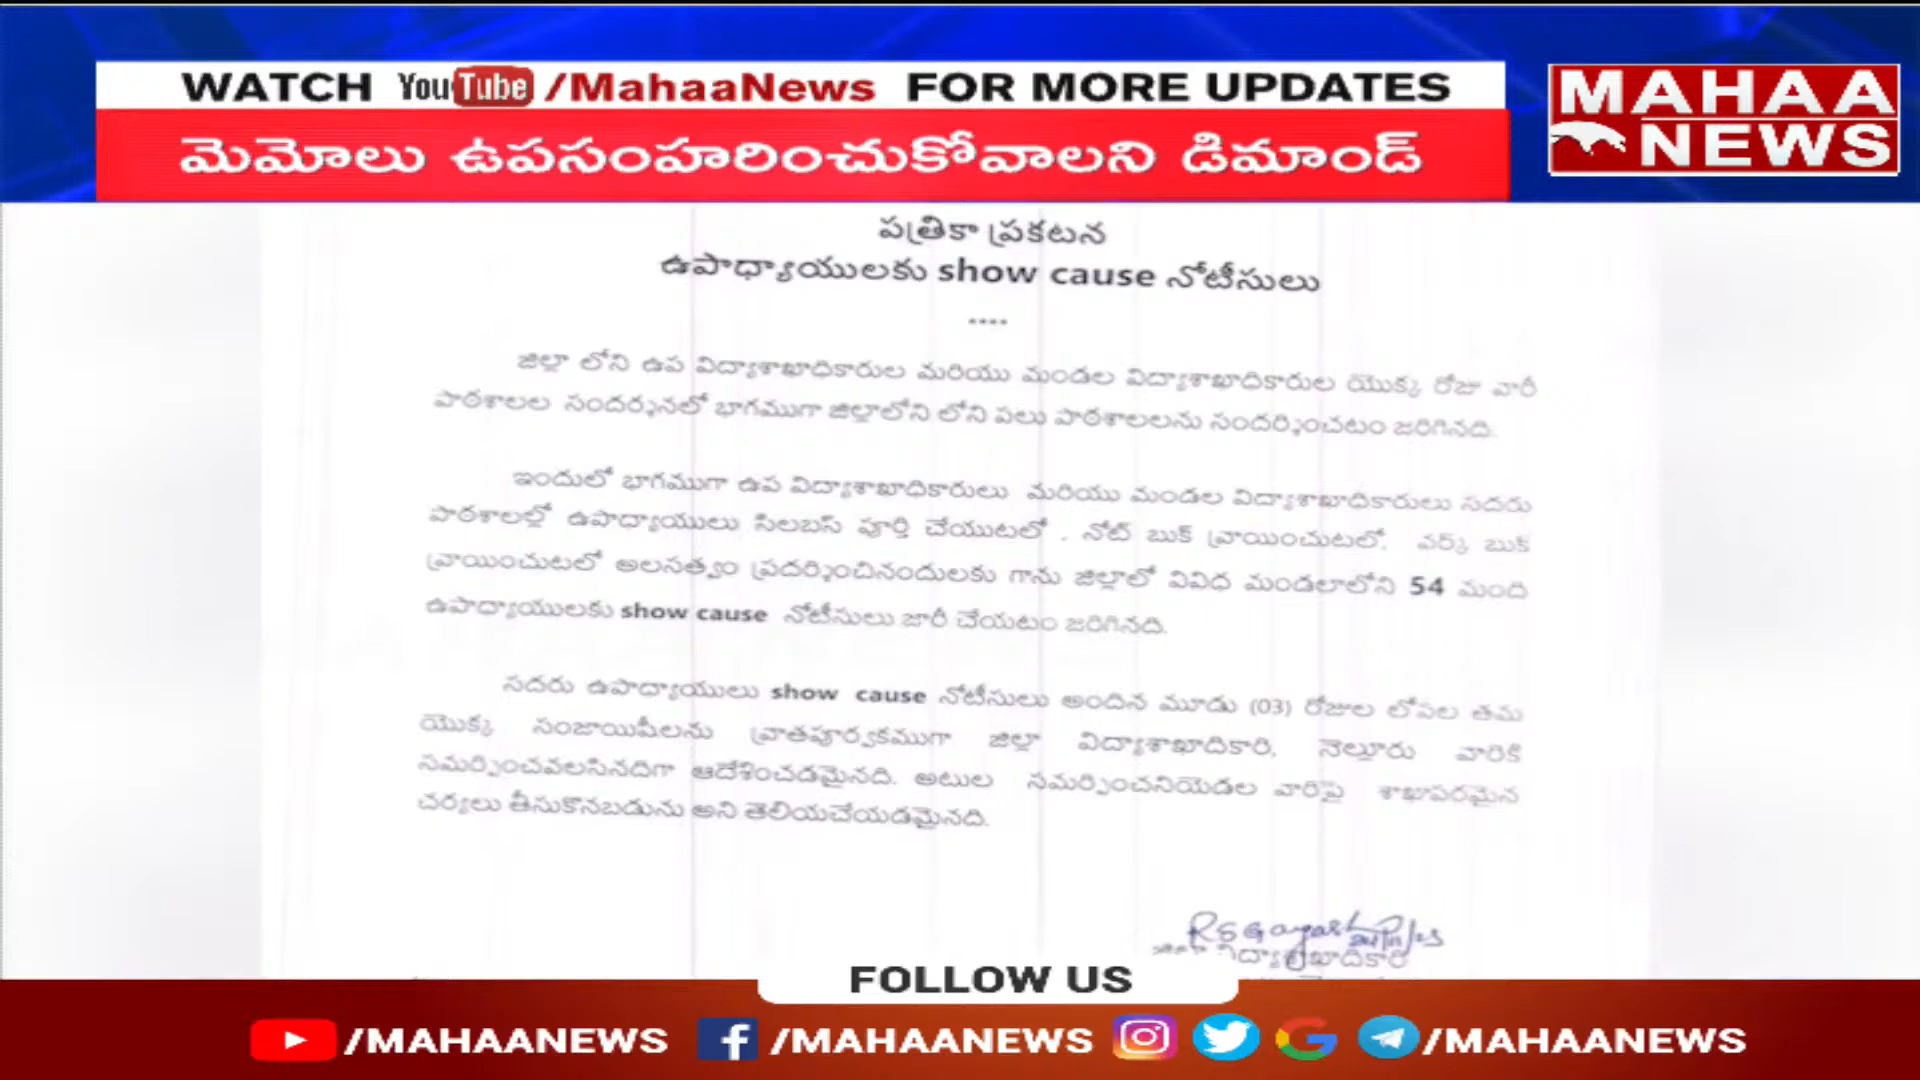 WATCH YouTube /MahaaNews FOR MORE UPDATES
MAHAA
NEWS
మెమోలు ఉపసంహరించుకోవాలని డిమాండ్
పత్రికా ప్రకటన
ఉపాధ్యాయులకు show cause నోటీసులు
....
జిల్లా లోని ఉప విద్యాశాఖాధికారుల మరియు మండల విద్యాశాఖాధికారుల యొక్క రోజు వారీ
పాఠశాలల సందర్శనలో భాగముగా జిల్లాలోని లోని పలు పాఠశాలలను సందర్శించటం జరిగినది.
ఇందులో భాగముగా ఉప విద్యాశాఖాధికారులు మరియు మండల విద్యాశాఖాధికారులు సదరు
పాఠశాలల్లో ఉపాధ్యాయులు సిలబస్ పూర్తి చేయుటలో , నోట్ బుక్ వ్రాయించుటలో, వర్క్ బుక్
వ్రాయించుటలో అలసత్వం ప్రదర్శించినందులకు గాను జిల్లాలో వివిధ మండలాలోని 54 మంది
ఉపాధ్యాయులకు show cause నోటీసులు జారీ చేయటం జరిగినది.
సదరు ఉపాధ్యాయులు show cause నోటీసులు అందిన మూడు (03) రోజుల లోపల తమ
యొక్క సంజాయిషీలను వ్రాతపూర్వకముగా జిల్లా విద్యాశాఖాదికారి, నెల్లూరు వారికి
సమర్పించవలసినదిగా ఆదేశించడమైనది. అటుల సమర్పించనియెడల వారిపై శాఖాపరమైన
చర్యలు తీసుకొనబడును అని తెలియచేయడమైనది.
విద్యాశాఖాదికారి
FOLLOW US
/MAHAANEWS /MAHAANEWS /MAHAANEWS